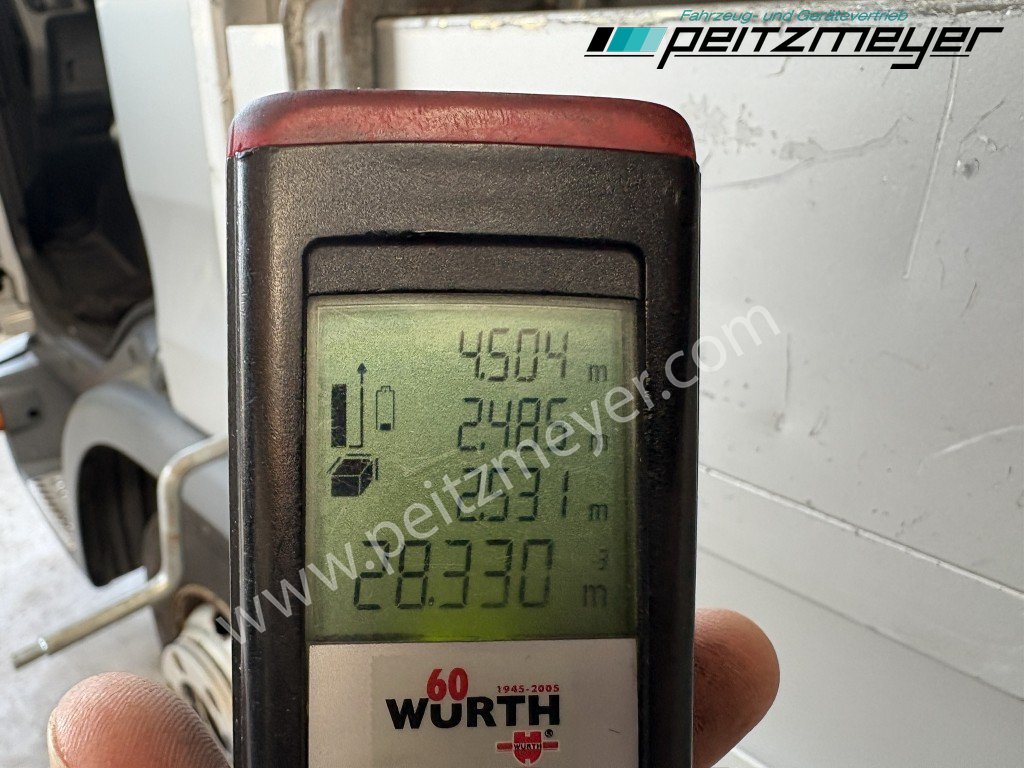 Fahrzeug- und Gerätevertrieb
peitzmeyer
4.504 m
2.486 m
2.531 m
28.330 m³
www.peitzmeyer.com
60 1945-2005
WÜRTH
WÜRTH